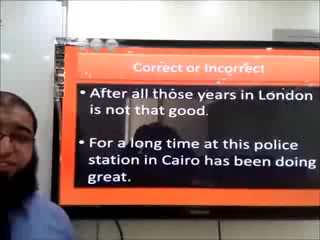 Correct or Incorrect
• After all those years in London
is not that good.
• For a long time at this police
station in Cairo has been doing
great.